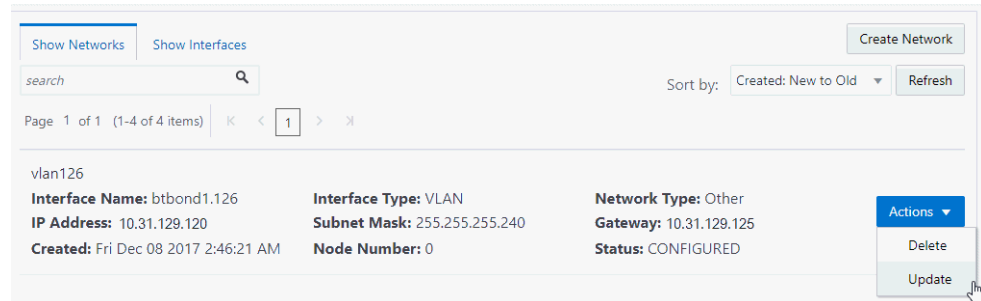 Show Networks Show Interfaces Create Network
search Sort by: Created: New to Old Refresh
Page 1 of 1 (1-4 of 4 items) 1
vlan126
Interface Name: btbond1.126 Interface Type: VLAN Network Type: Other
IP Address: 10.31.129.120 Subnet Mask: 255.255.255.240 Gateway: 10.31.129.125 Actions
Created: Fri Dec 08 2017 2:46:21 AM Node Number: 0 Status: CONFIGURED Delete
Update